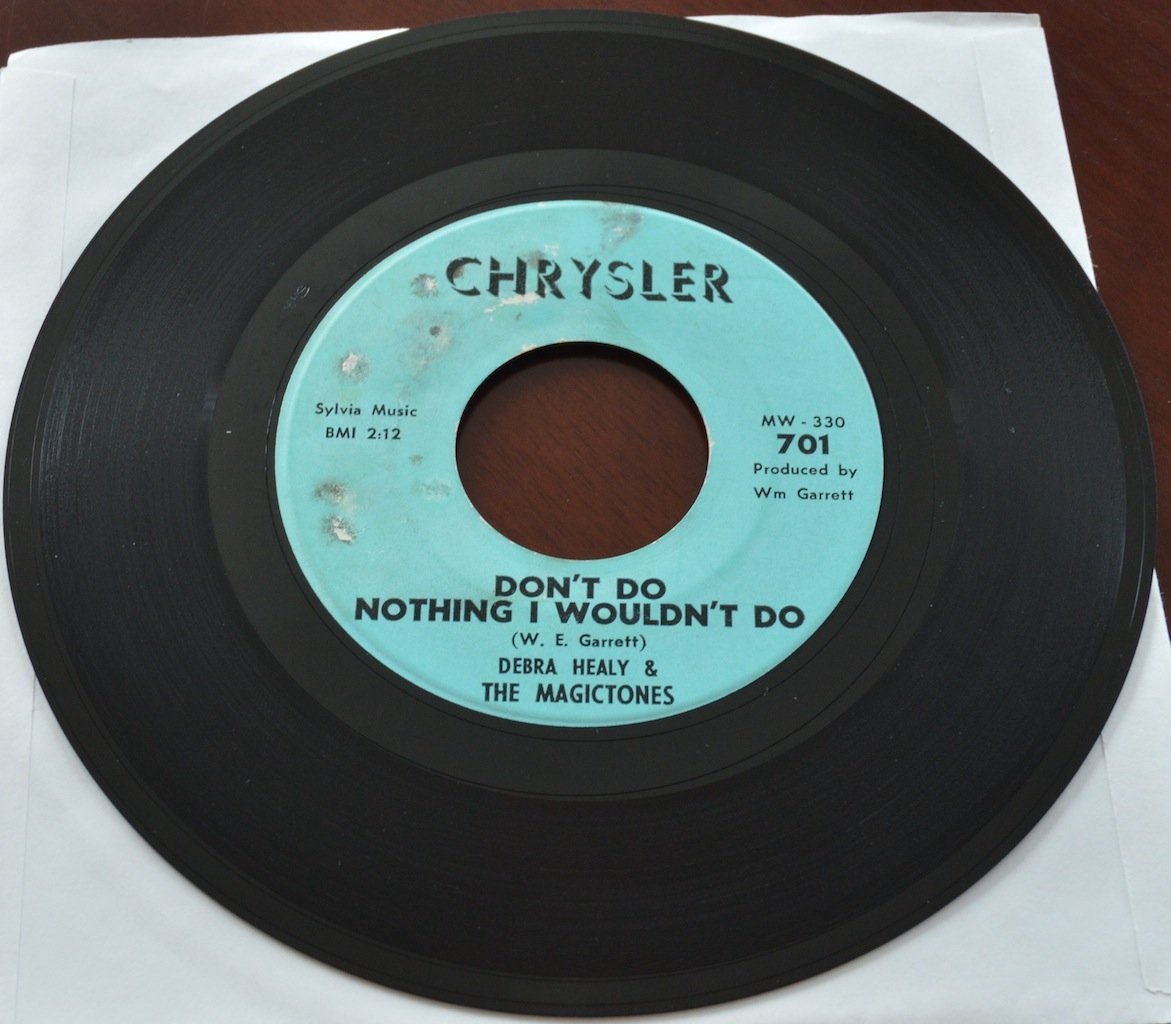 CHRYSLER
Sylvia Music
BMI 2:12
MW - 330
701
Produced by
Wm Garrett
DON'T DO
NOTHING I WOULDN'T DO
(W. E. Garrett)
DEBRA HEALY &
THE MAGICTONES